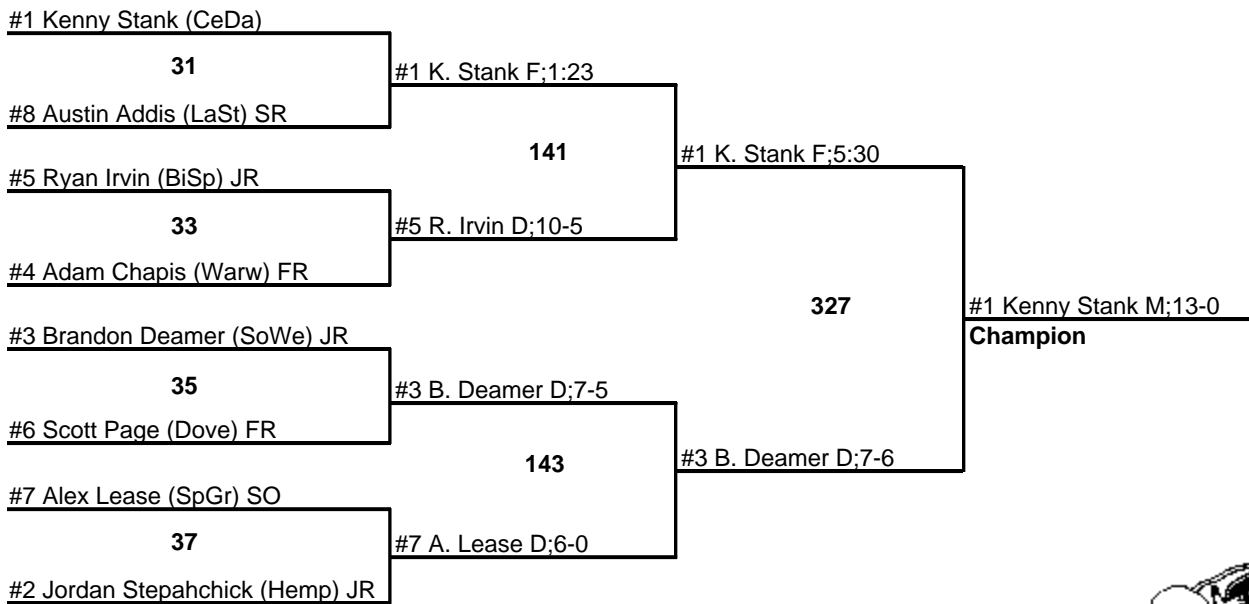 #1 Kenny Stank (CeDa)
31
#8 Austin Addis (LaSt) SR
#1 K. Stank F;1:23
141
#5 Ryan Irvin (BiSp) JR
33
#4 Adam Chapis (Warw) FR
#5 R. Irvin D;10-5
#1 K. Stank F;5:30
327
#3 Brandon Deamer (SoWe) JR
35
#6 Scott Page (Dove) FR
#3 B. Deamer D;7-5
143
#7 Alex Lease (SpGr) SO
37
#2 Jordan Stepahchick (Hemp) JR
#7 A. Lease D;6-0
#3 B. Deamer D;7-6
#1 Kenny Stank M;13-0
Champion